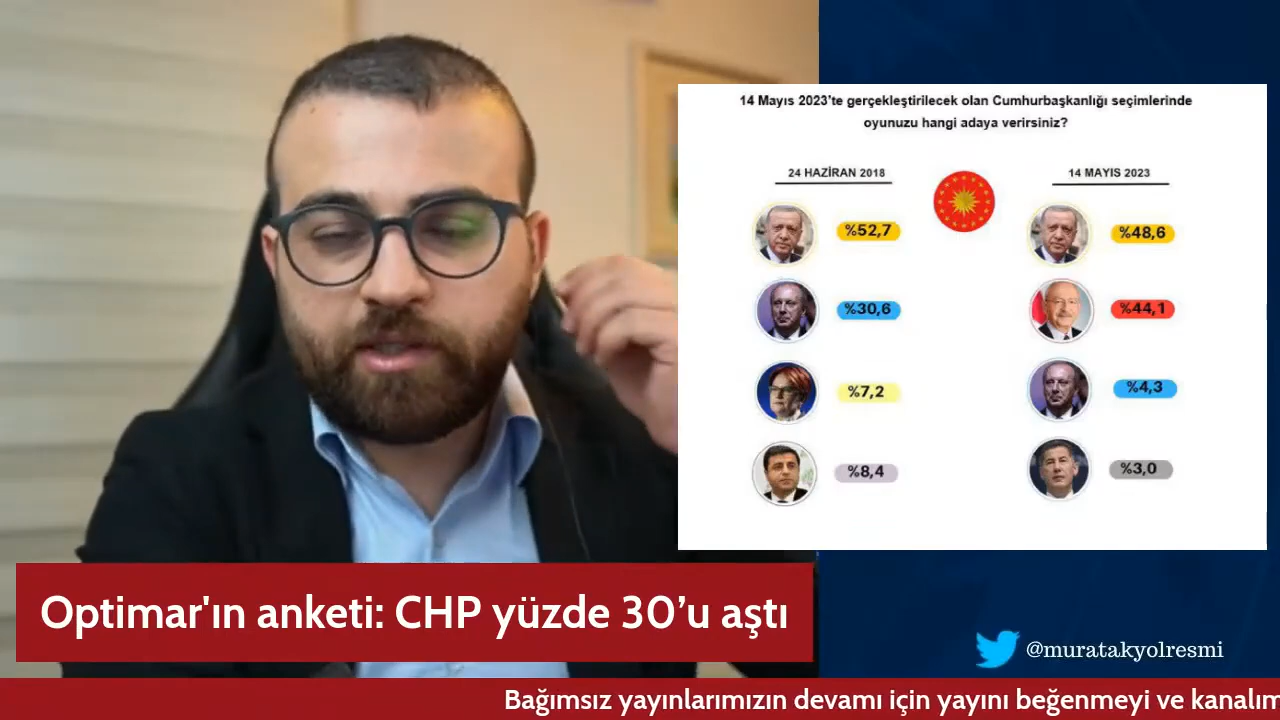 14 Mayıs 2023'te gerçekleştirilecek olan Cumhurbaşkanlığı seçimlerinde
oyunuzu hangi adaya verirsiniz?
24 HAZİRAN 2018
14 MAYIS 2023
%52,7
%48,6
%30,6
%44,1
%7,2
%4,3
%8,4
%3,0
Optimar'ın anketi: CHP yüzde 30’u aştı
@muratakyolresmi
Bağımsız yayınlarımızın devamı için yayını beğenmeyi ve kanalım